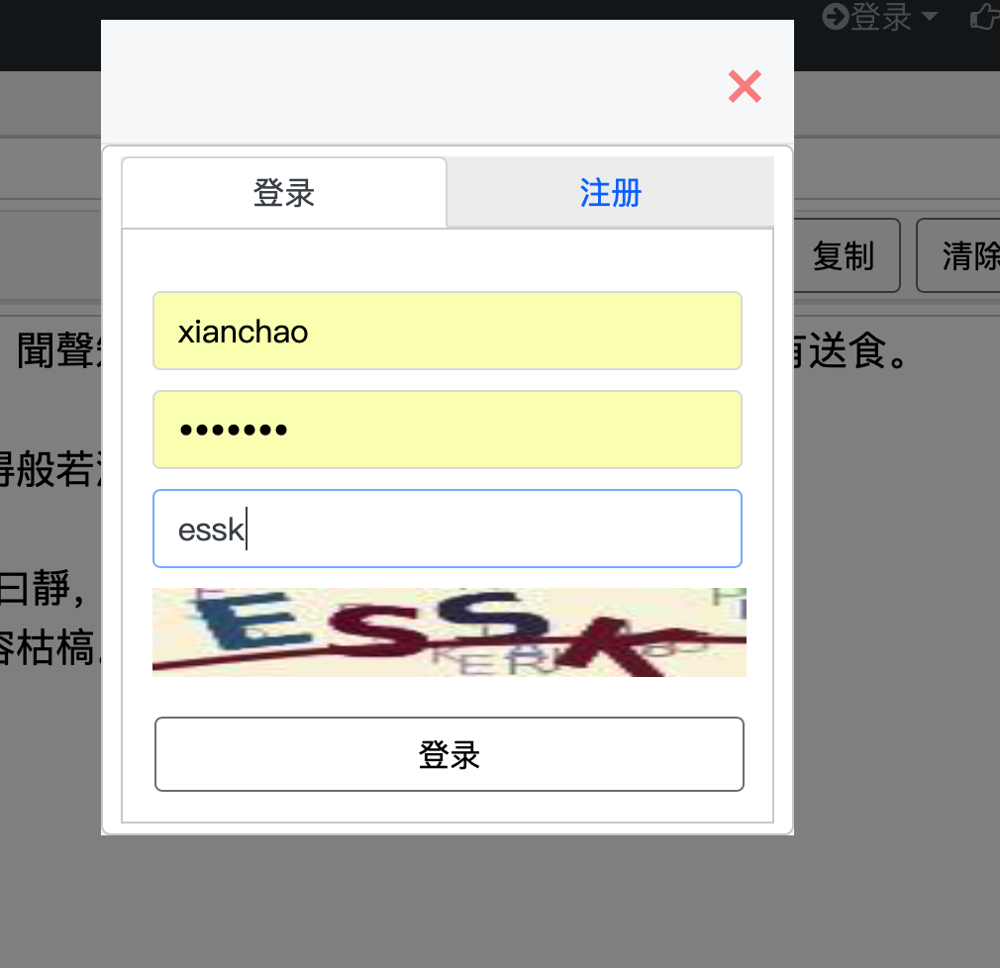 登录
登录
注册
复制
清除
xianchao
•••••••
essk
ESSK
登录
聞聲
有送食。
得般若
曰靜，
容枯槁